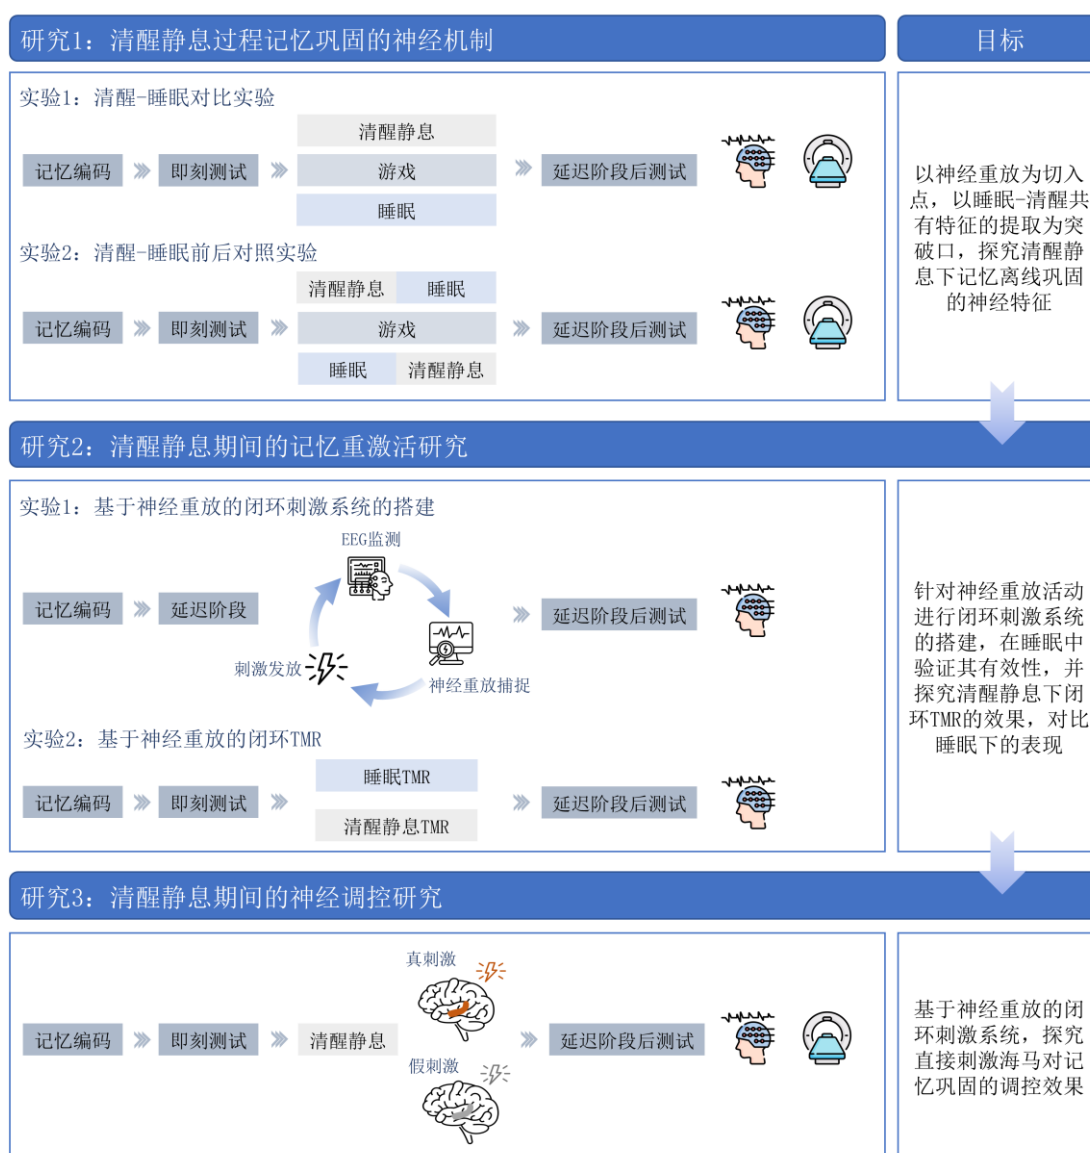 研究1：清醒静息过程记忆巩固的神经机制
目标
实验1：清醒-睡眠对比实验
清醒静息
记忆编码
即刻测试
游戏
延迟阶段后测试
睡眠
实验2：清醒-睡眠前后对照实验
清醒静息
睡眠
记忆编码
即刻测试
游戏
延迟阶段后测试
睡眠
清醒静息
以神经重放为切入
点，以睡眠-清醒共
有特征的提取为突
破口，探究清醒静
息下记忆离线巩固
的神经特征
研究2：清醒静息期间的记忆重激活研究
实验1：基于神经重放的闭环刺激系统的搭建
EEG监测
记忆编码
延迟阶段
延迟阶段后测试
刺激发放
神经重放捕捉
实验2：基于神经重放的闭环TMR
睡眠TMR
记忆编码
即刻测试
延迟阶段后测试
清醒静息TMR
针对神经重放活动
进行闭环刺激系统
的搭建，在睡眠中
验证其有效性，并
探究清醒静息下闭
环TMR的效果，对比
睡眠下的表现
研究3：清醒静息期间的神经调控研究
真刺激
记忆编码
即刻测试
清醒静息
延迟阶段后测试
假刺激
基于神经重放的闭
环刺激系统，探究
直接刺激海马对记
忆巩固的调控效果